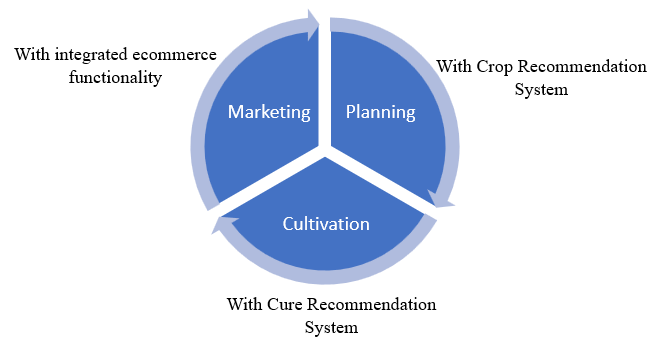 With integrated ecommerce
functionality
With Crop Recommendation
System
Marketing
Planning
Cultivation
With Cure Recommendation
System